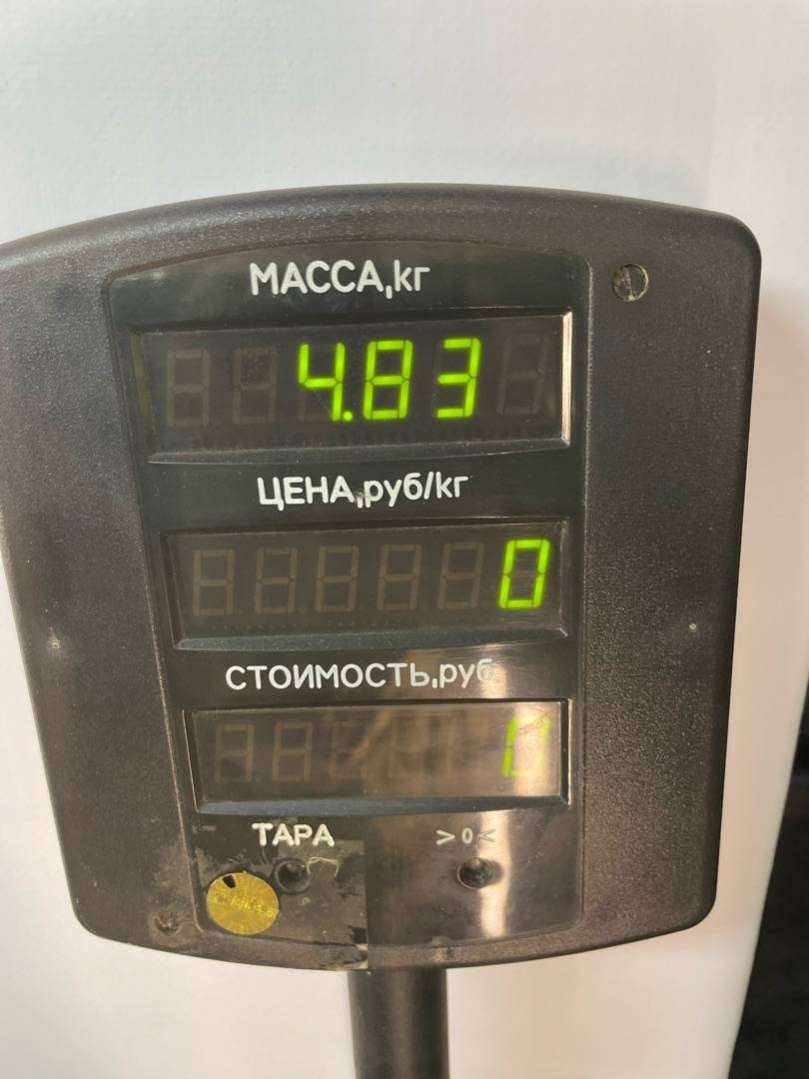 МАССА,кг
4.83
ЦЕНА,руб/кг
0
СТОИМОСТЬ,руб
0
ТАРА >0<